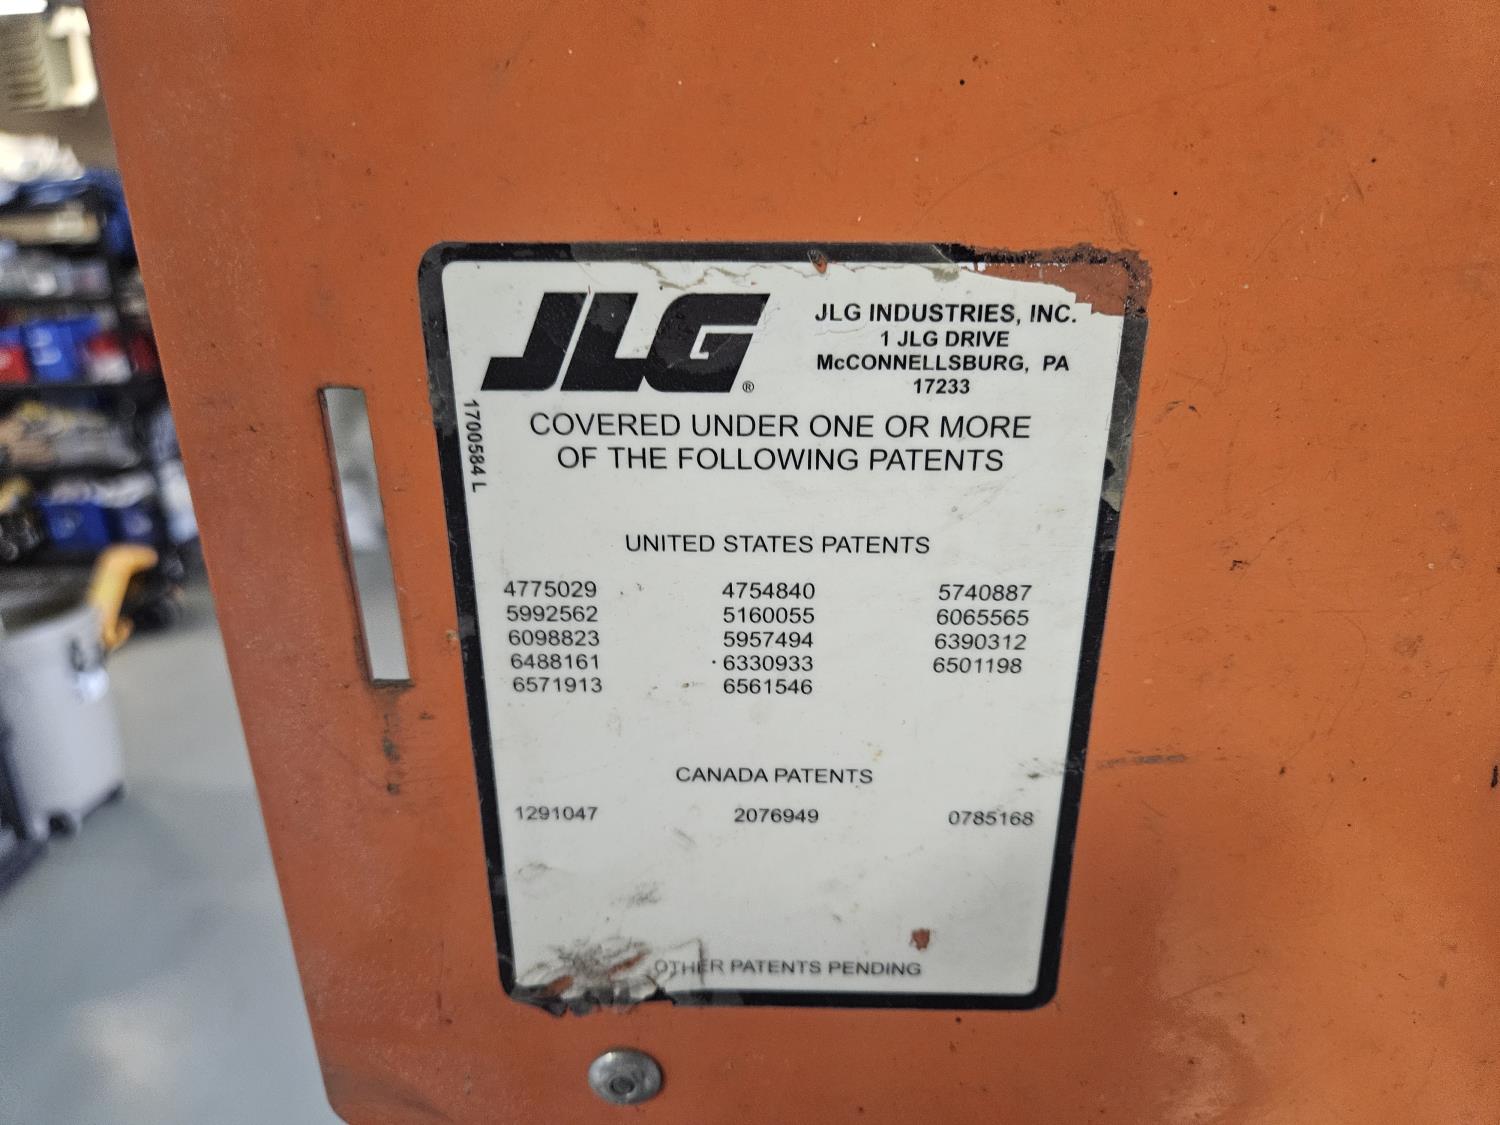 JLG®
JLG INDUSTRIES, INC.
1 JLG DRIVE
McCONNELLSBURG, PA
17233
1700584 L
COVERED UNDER ONE OR MORE
OF THE FOLLOWING PATENTS
UNITED STATES PATENTS
4775029 4754840 5740887
5992562 5160055 6065565
6098823 5957494 6390312
6488161 6330933 6501198
6571913 6561546
CANADA PATENTS
1291047 2076949 0785168
OTHER PATENTS PENDING